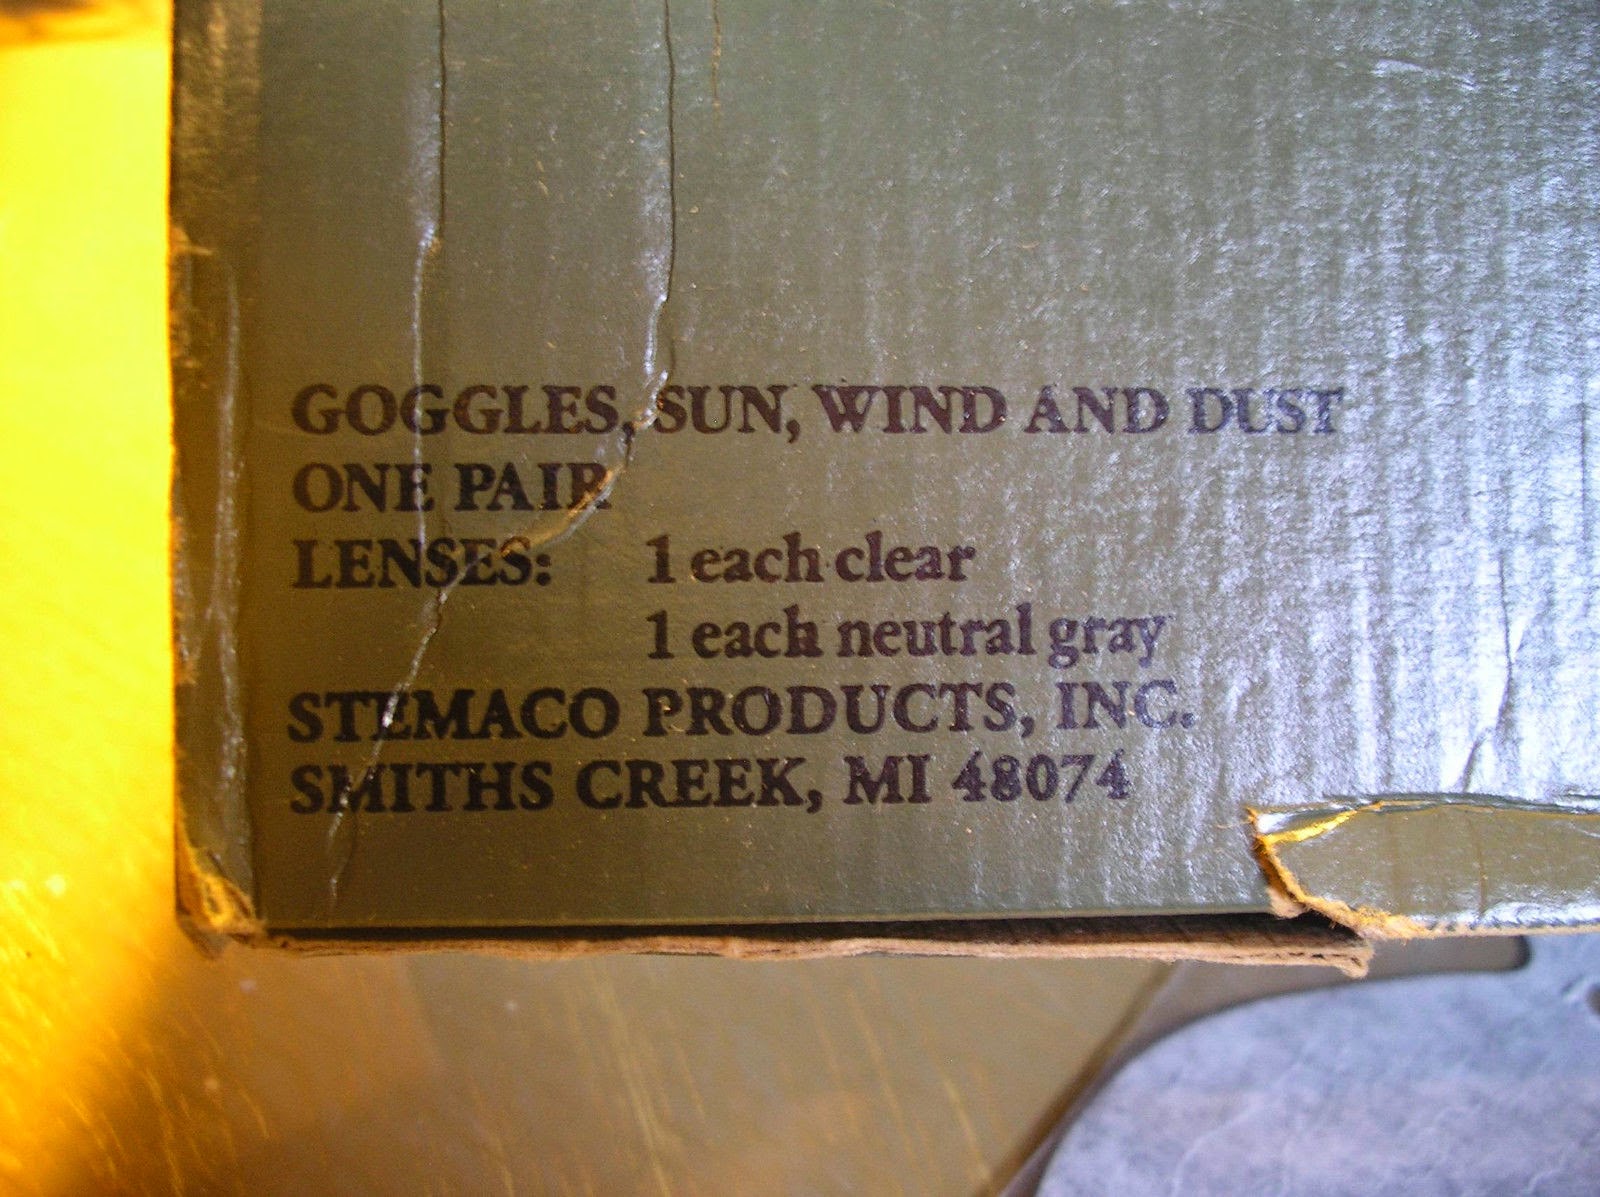 GOGGLES, SUN, WIND AND DUST
ONE PAIR
LENSES: 1 each clear
1 each neutral gray
STEMACO PRODUCTS, INC.
SMITHS CREEK, MI 48074